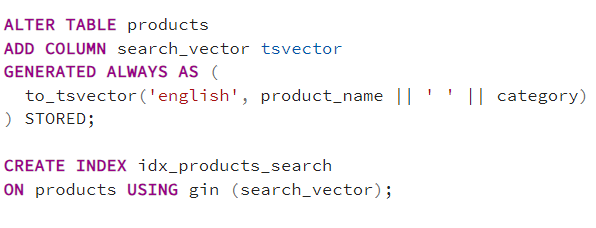 ALTER TABLE products
ADD COLUMN search_vector tsvector
GENERATED ALWAYS AS (
  to_tsvector('english', product_name || ' ' || category)
) STORED;

CREATE INDEX idx_products_search
ON products USING gin (search_vector);